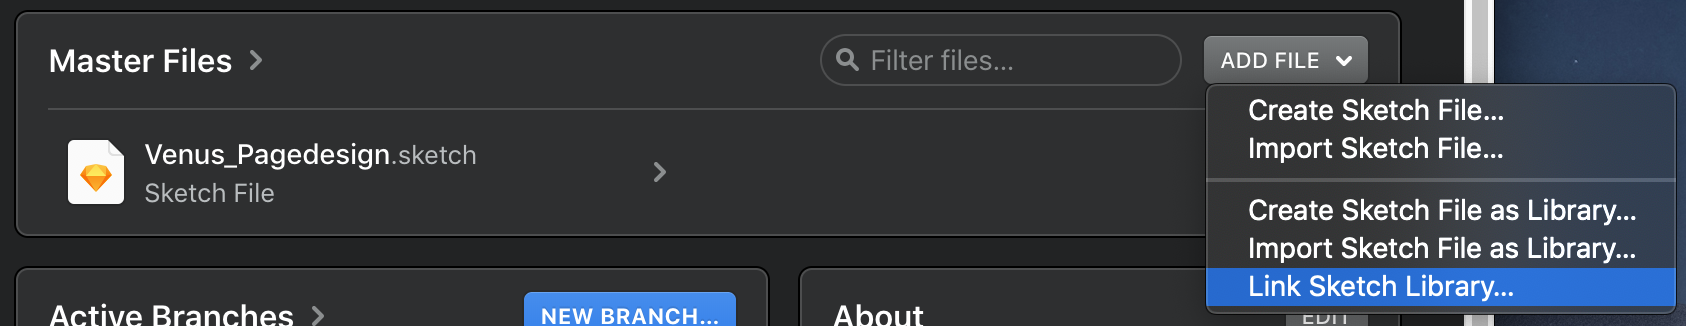 Master Files
Filter files...
ADD FILE
Create Sketch File...
Import Sketch File...
Create Sketch File as Library...
Import Sketch File as Library...
Link Sketch Library...
Venus_Pagedesign.sketch
Sketch File
Active Branches
NEW BRANCH...
About
EDIT